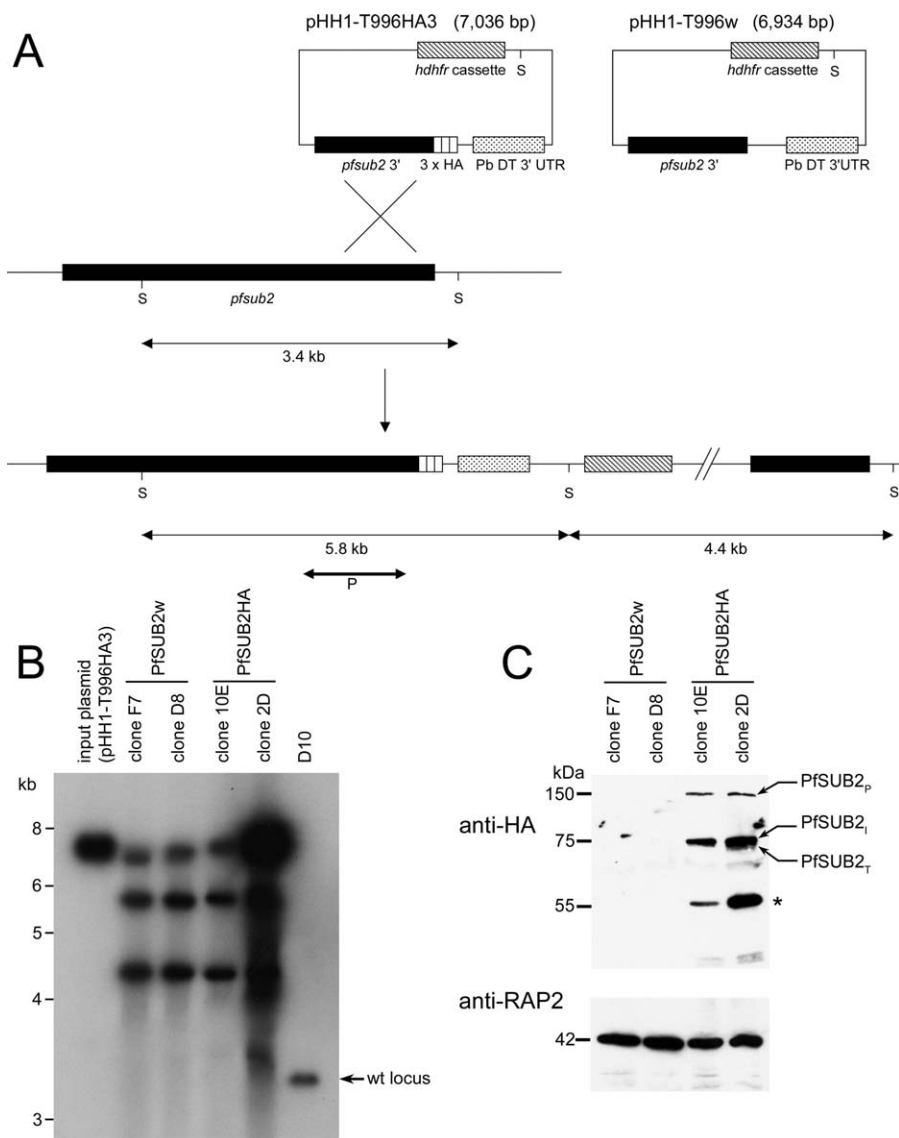 A
pHH1-T996HA3 (7,036 bp)
pHH1-T996w (6,934 bp)
hdhfr cassette
S
hdhfr cassette
S
pfsub2 3'
3 x HA
Pb DT 3' UTR
pfsub2 3'
Pb DT 3'UTR
S
pfsub2
S
3.4 kb
S
S
S
5.8 kb
4.4 kb
P
B
input plasmid
(pHH1-T996HA3)
PfSUB2w
PfSUB2HA
clone F7
clone D8
clone 10E
clone 2D
D10
kb
8
6
5
4
3
wt locus
C
PfSUB2w
PfSUB2HA
clone F7
clone D8
clone 10E
clone 2D
kDa
150
75
55
anti-HA
PfSUB2P
PfSUB2I
PfSUB2T
*
anti-RAP2
42